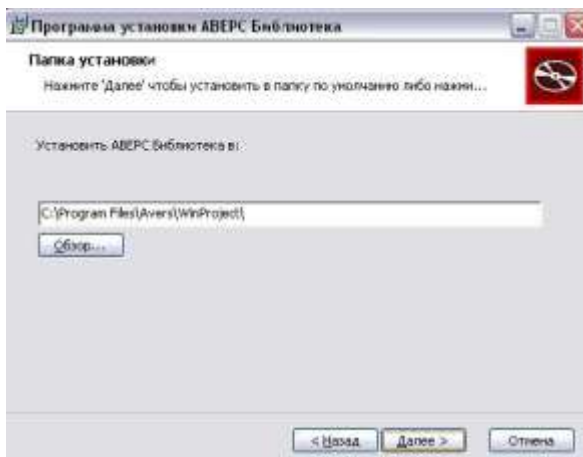 Программа установки АВЕРС Библиотека
Папка установки
Нажмите 'Далее' чтобы установить в папку по умолчанию либо нажми...
Установить АВЕРС Библиотека в:
C:\Program Files\Avers\WinProject\
Обзор...
< Назад Далее > Отмена